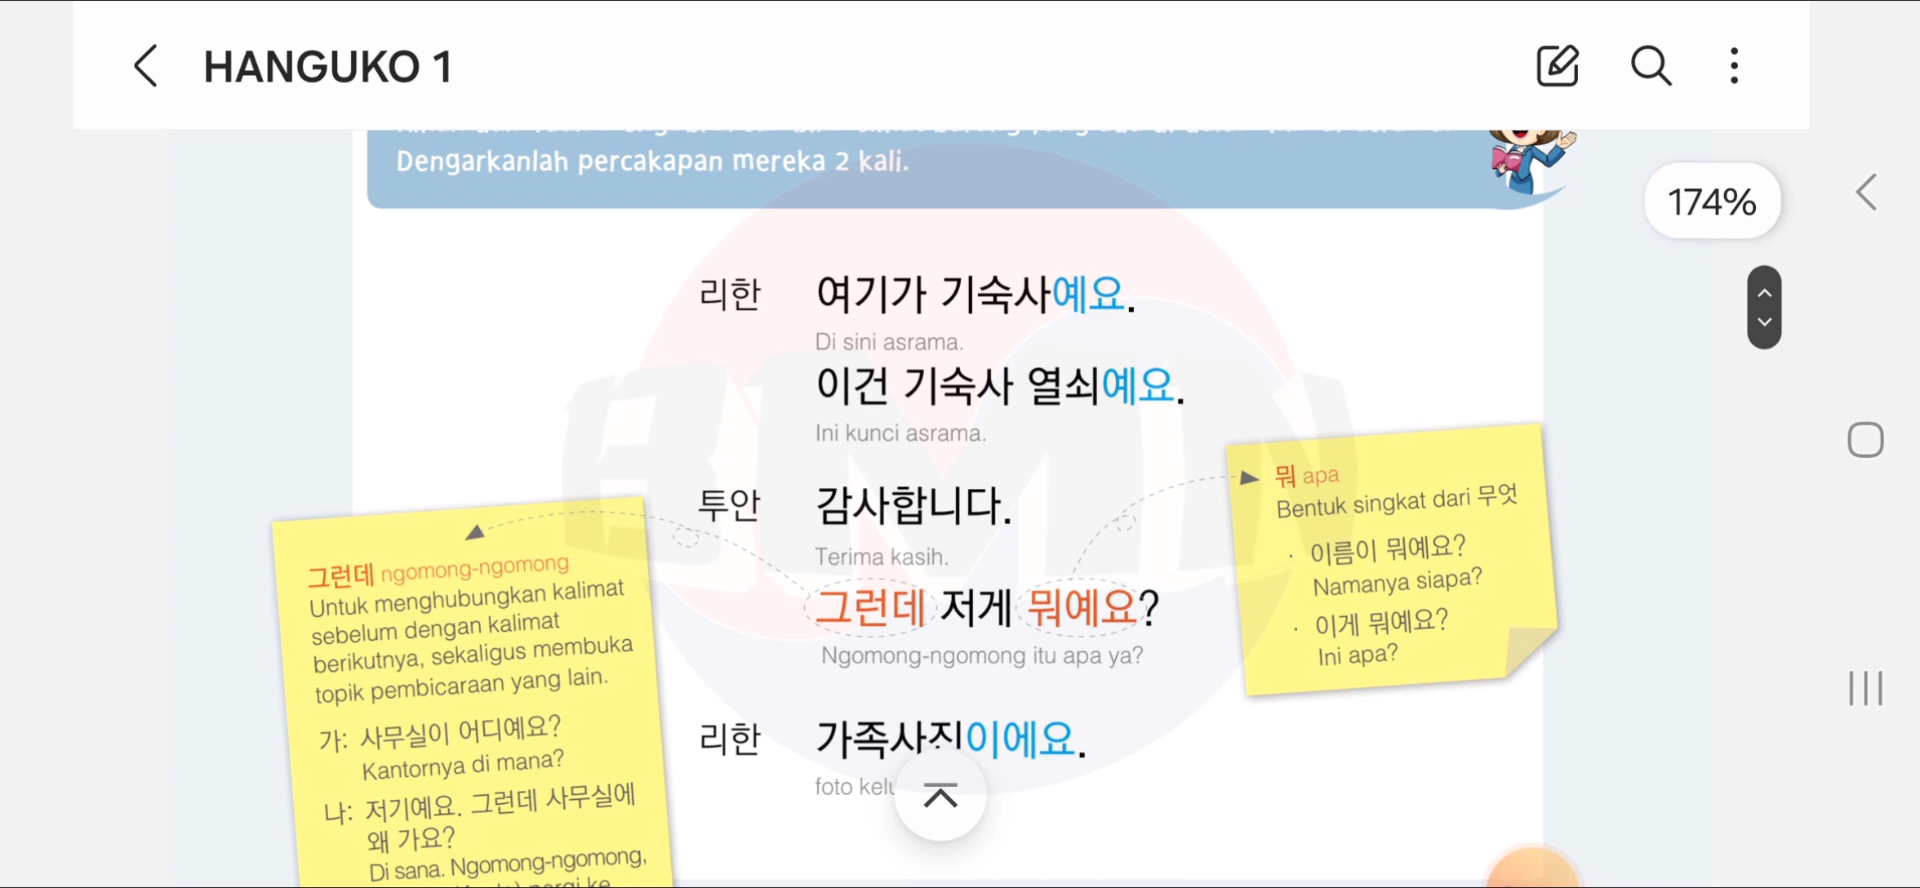 HANGUKO 1
Dengarkanlah percakapan mereka 2 kali.
174%
리한 여기가 기숙사예요.
Di sini asrama.
이건 기숙사 열쇠예요.
Ini kunci asrama.
투안 감사합니다.
Terima kasih.
그런데 저게 뭐예요?
Ngomong-ngomong itu apa ya?
리한 가족사진이에요.
foto
뭐 apa
Bentuk singkat dari 무엇
· 이름이 뭐예요?
Namanya siapa?
· 이게 뭐예요?
Ini apa?
그런데 ngomong-ngomong
Untuk menghubungkan kalimat
sebelum dengan kalimat
berikutnya, sekaligus membuka
topik pembicaraan yang lain.
가: 사무실이 어디예요?
Kantornya di mana?
나: 저기예요. 그런데 사무실에
왜 가요?
Di sana. Ngomong-ngomong,
BMD